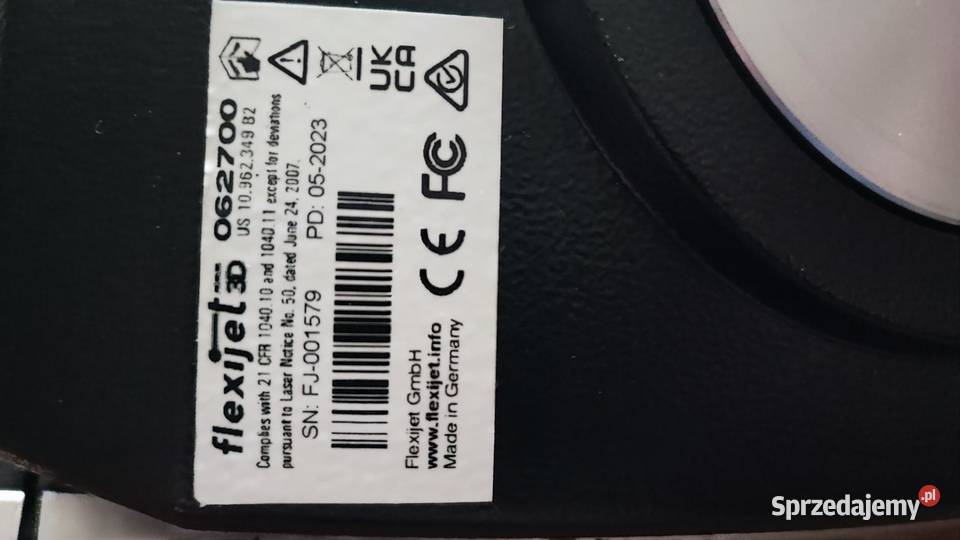 flexijet 3D 062700
US 10.962.349 B2
Complies with 21 CFR 1040.10 and 1040.11 except for deviations
pursuant to Laser Notice No. 50, dated June 24, 2007.
SN: FJ-001579 PD: 05-2023
Flexijet GmbH
www.flexijet.info
Made in Germany
CE FC
UK
CA
Sprzedajemy.pl